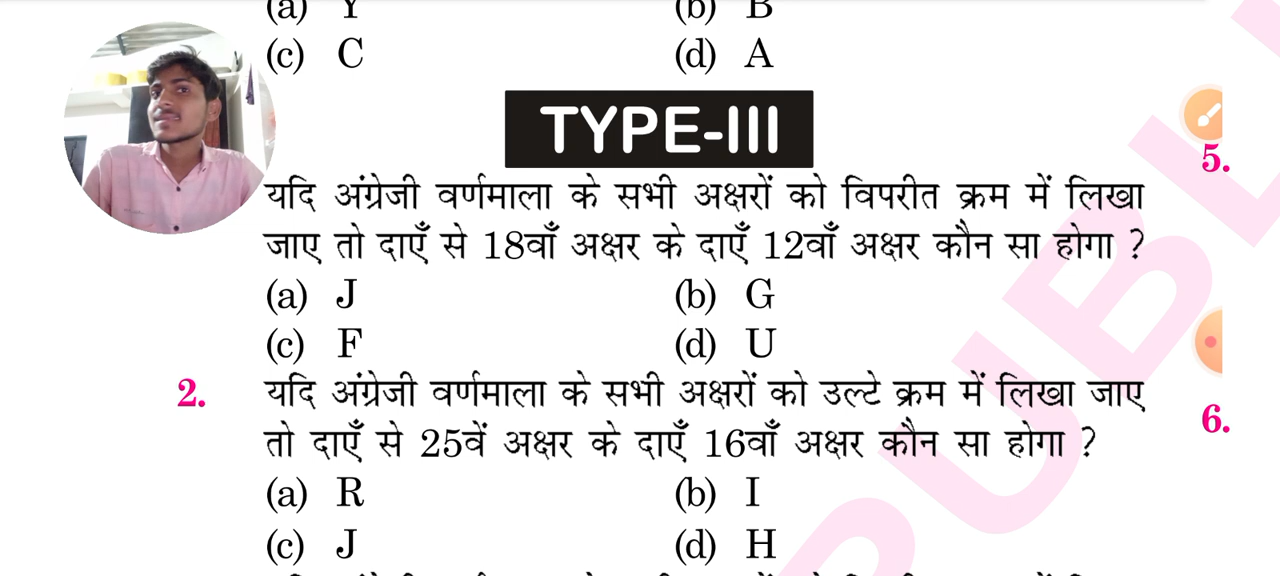 (a) Y (b) B
(c) C (d) A
TYPE-III
यदि अंग्रेजी वर्णमाला के सभी अक्षरों को विपरीत क्रम में लिखा
जाए तो दाएँ से 18वाँ अक्षर के दाएँ 12वाँ अक्षर कौन सा होगा ?
(a) J (b) G
(c) F (d) U
2. यदि अंग्रेजी वर्णमाला के सभी अक्षरों को उल्टे क्रम में लिखा जाए
तो दाएँ से 25वें अक्षर के दाएँ 16वाँ अक्षर कौन सा होगा ?
(a) R (b) I
(c) J (d) H
5.
6.
PUBL